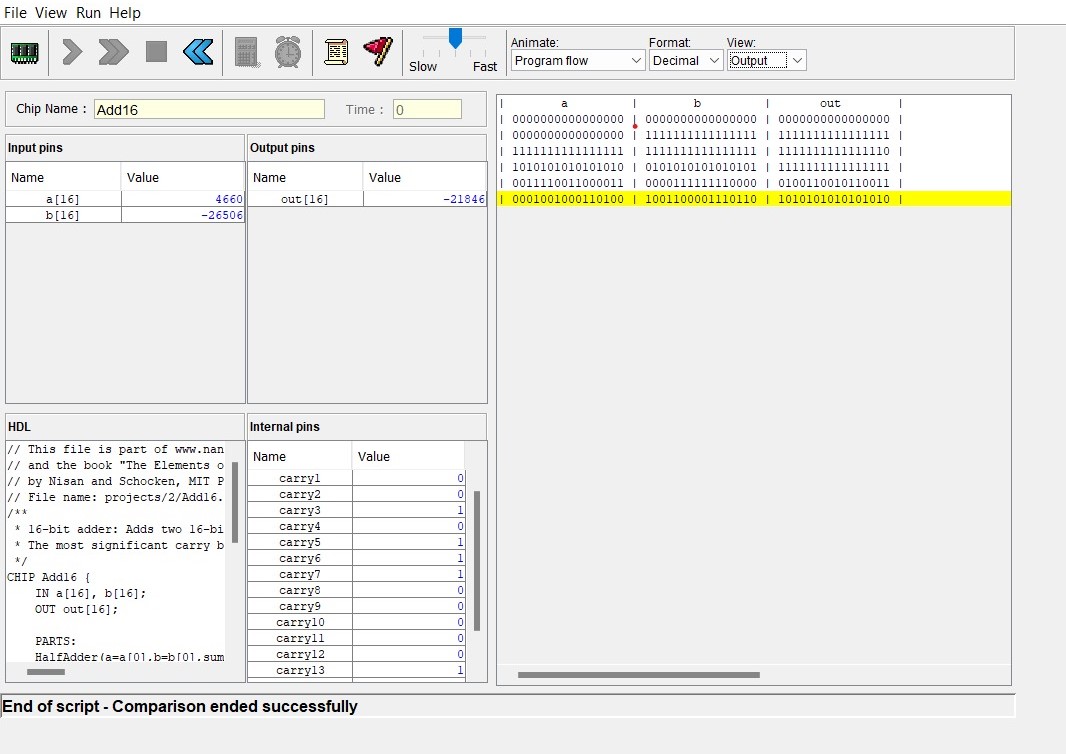 File View Run Help
Slow Fast
Animate:
Program flow
Format:
Decimal
View:
Output
Chip Name : Add16 Time : 0
Input pins
Name Value
a[16] 4660
b[16] -26506
Output pins
Name Value
out[16] -21846
HDL
// This file is part of www.nan
// and the book "The Elements o
// by Nisan and Schocken, MIT P
// File name: projects/2/Add16.
/**
* 16-bit adder: Adds two 16-bi
* The most significant carry b
*/
CHIP Add16 {
IN a[16], b[16];
OUT out[16];
PARTS:
HalfAdder(a=a[0],b=b[0],sum
Internal pins
Name Value
carry1 0
carry2 0
carry3 1
carry4 0
carry5 1
carry6 1
carry7 1
carry8 0
carry9 0
carry10 0
carry11 0
carry12 0
carry13 1
| a | b | out |
| 0000000000000000 | 0000000000000000 | 0000000000000000 |
| 0000000000000000 | 1111111111111111 | 1111111111111111 |
| 1111111111111111 | 1111111111111111 | 1111111111111110 |
| 1010101010101010 | 0101010101010101 | 1111111111111111 |
| 0011110011000011 | 0000111111110000 | 0100110010110011 |
| 0001001000110100 | 1001100001110110 | 1010101010101010 |
End of script - Comparison ended successfully